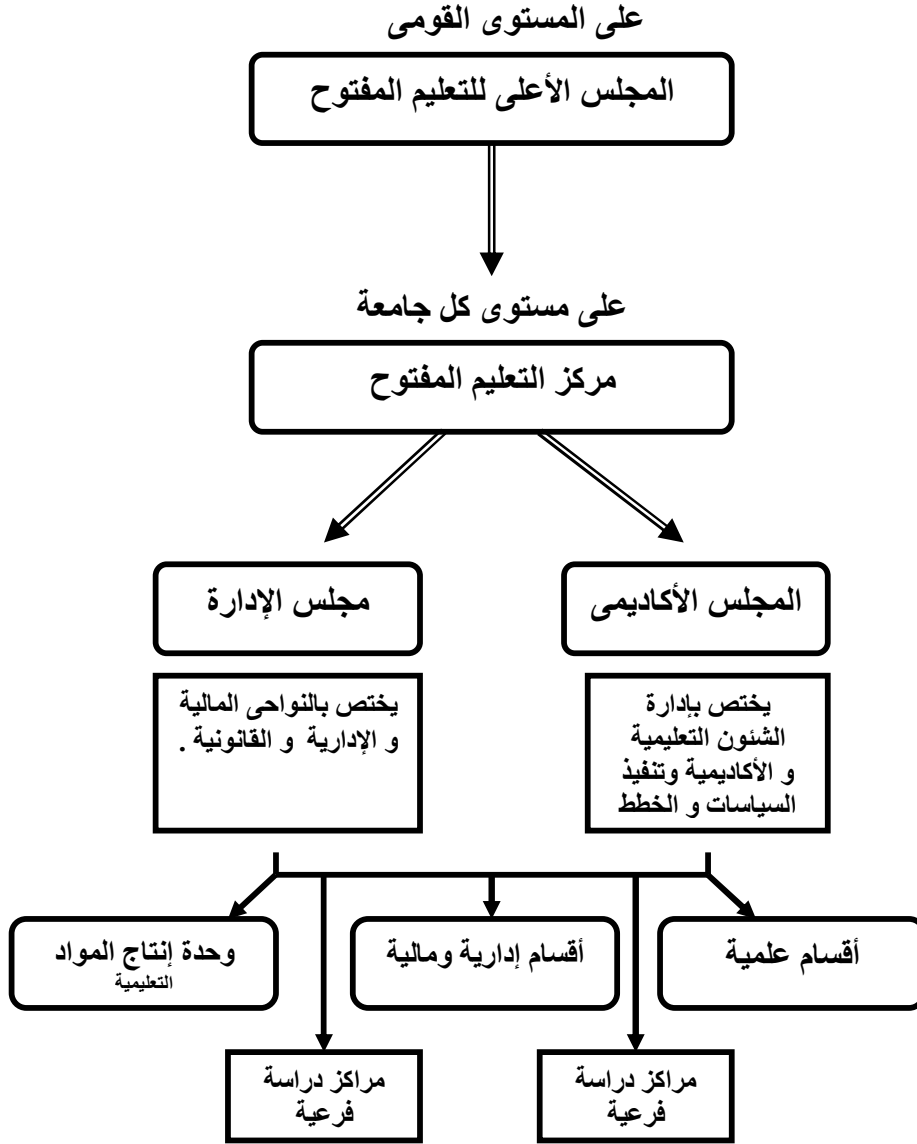 على المستوى القومى
المجلس الأعلى للتعليم المفتوح
على مستوى كل جامعة
مركز التعليم المفتوح
المجلس الأكاديمى
مجلس الإدارة
يختص بإدارة
الشئون التعليمية
و الأكاديمية وتنفيذ
السياسات و الخطط
يختص بالنواحى المالية
و الإدارية و القانونية .
أقسام علمية
أقسام إدارية ومالية
وحدة إنتاج المواد
التعليمية
مراكز دراسة
فرعية
مراكز دراسة
فرعية